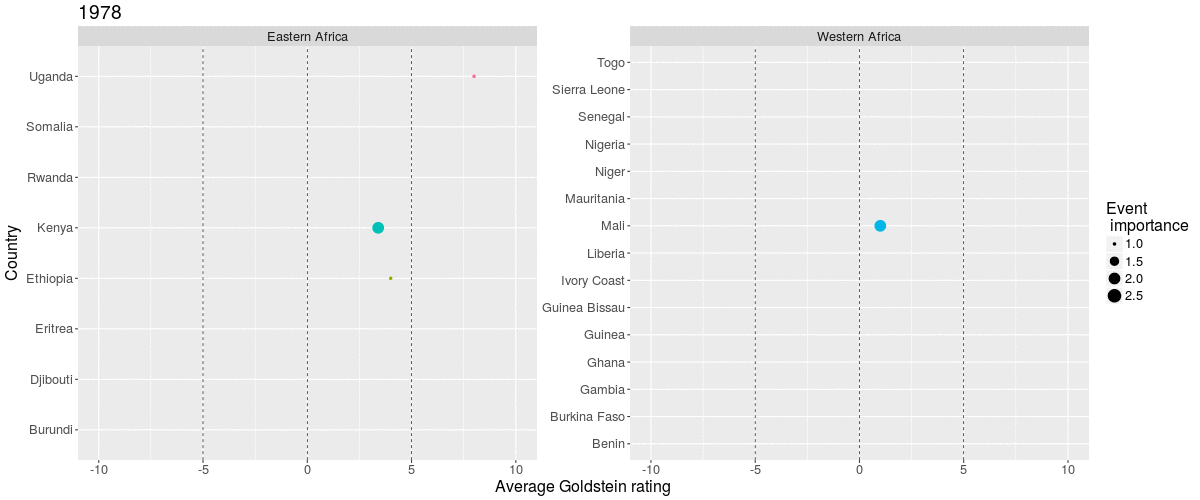 1978
Eastern Africa
Western Africa
Country
Uganda
Somalia
Rwanda
Kenya
Ethiopia
Eritrea
Djibouti
Burundi
-10 -5 0 5 10
Togo
Sierra Leone
Senegal
Nigeria
Niger
Mauritania
Mali
Liberia
Ivory Coast
Guinea Bissau
Guinea
Ghana
Gambia
Burkina Faso
Benin
-10 -5 0 5 10
Average Goldstein rating
Event
importance
1.0
1.5
2.0
2.5